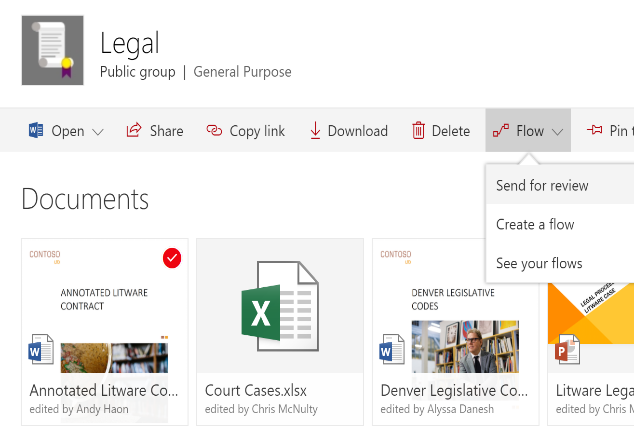 Legal
Public group | General Purpose
Open Share Copy link Download Delete Flow Pin t
Send for review
Create a flow
See your flows
Documents
CONTOSO
ANNOTATED LITWARE
CONTRACT
W
Annotated Litware Co...
edited by Andy Haon
X
Court Cases.xlsx
edited by Chris McNulty
CONTOSO
DENVER LEGISLATIVE
CODES
W
Denver Legislative Co...
edited by Alyssa Danesh
LEGAL PROCE
LITWARE CASE
P
Litware Legal
edited by Chris M